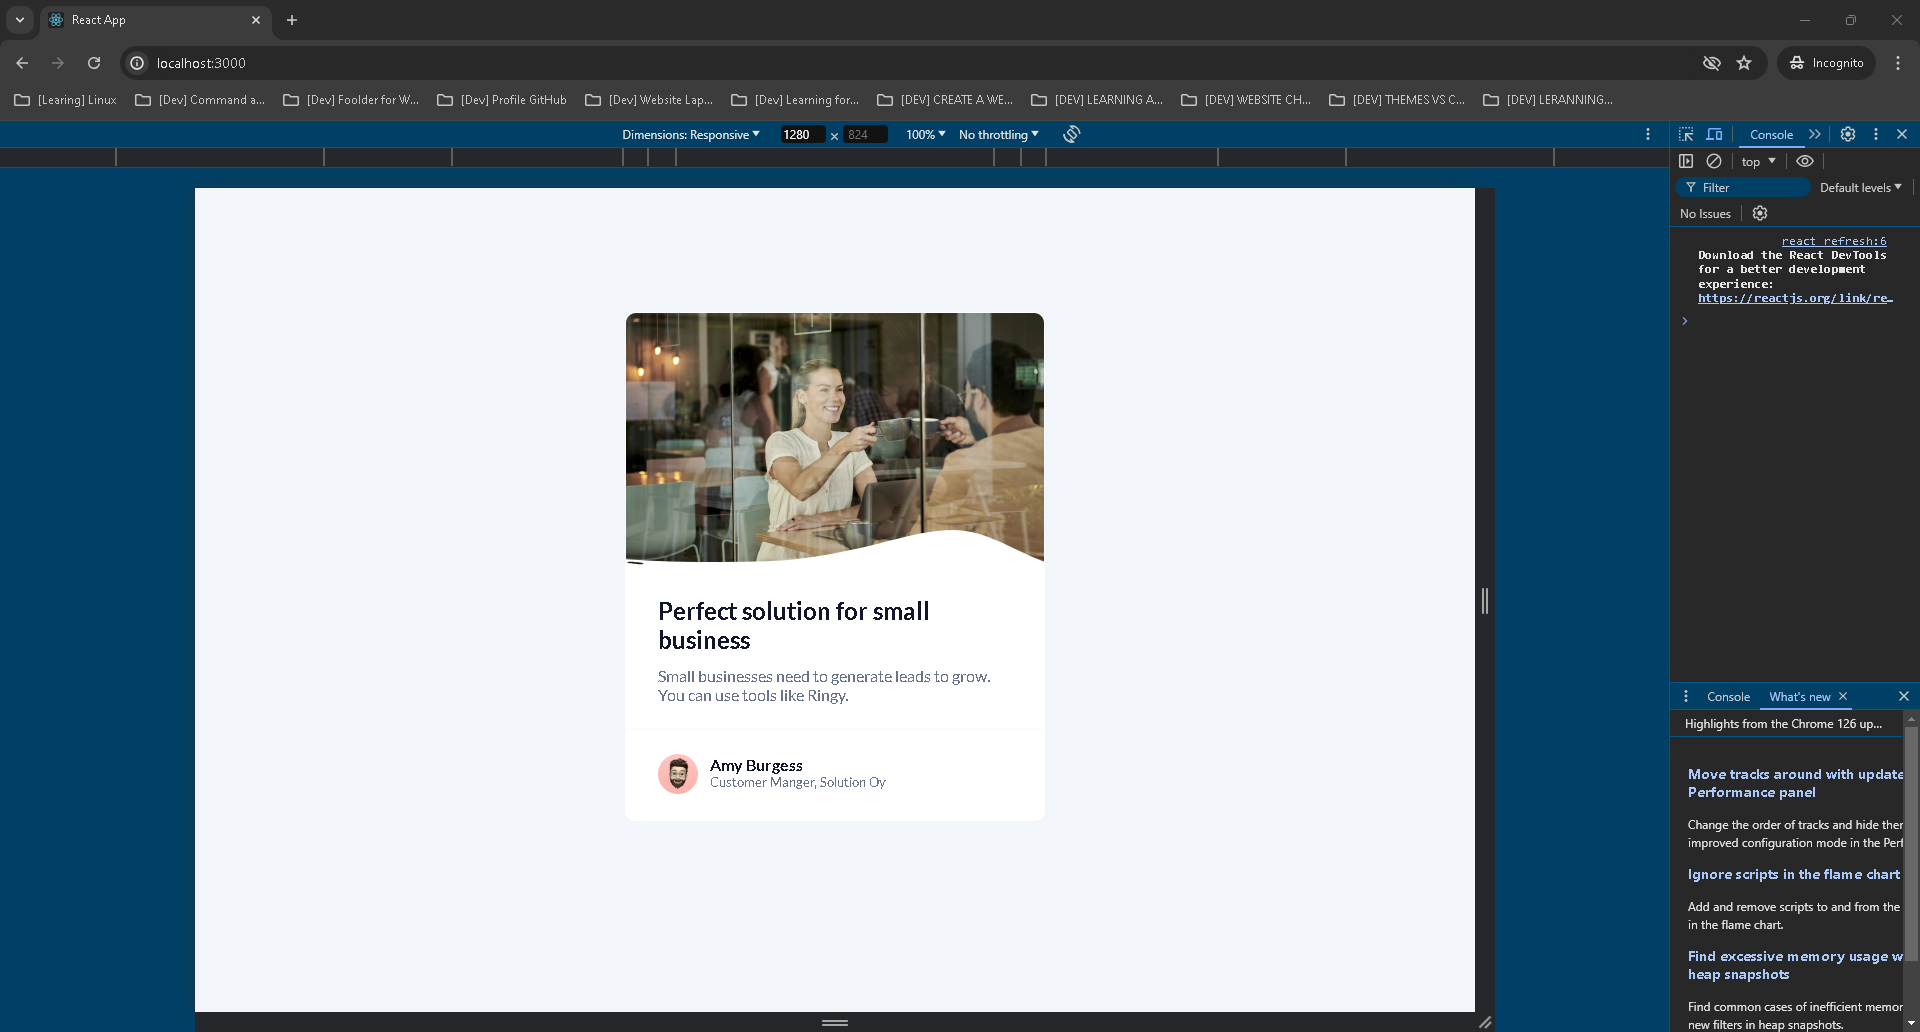 React App
localhost:3000
Incognito
[Learing] Linux
[Dev] Command a...
[Dev] Foolder for W...
[Dev] Profile GitHub
[Dev] Website Lap...
[Dev] Learning for...
[DEV] CREATE A WE...
[DEV] LEARNING A...
[DEV] WEBSITE CH...
[DEV] THEMES VS C...
[DEV] LERANNING...
Dimensions: Responsive
1280 × 824
100%
No throttling
Console
top
Filter
Default levels
No Issues
react refresh:6
Download the React DevTools
for a better development
experience:
https://reactjs.org/link/re…
Perfect solution for small
business
Small businesses need to generate leads to grow.
You can use tools like Ringy.
Amy Burgess
Customer Manger, Solution Oy
Console
What's new
Highlights from the Chrome 126 up...
Move tracks around with update
Performance panel
Change the order of tracks and hide ther
improved configuration mode in the Perf
Ignore scripts in the flame chart
Add and remove scripts to and from the
in the flame chart.
Find excessive memory usage w
heap snapshots
Find common cases of inefficient memor
new filters in heap snapshots.